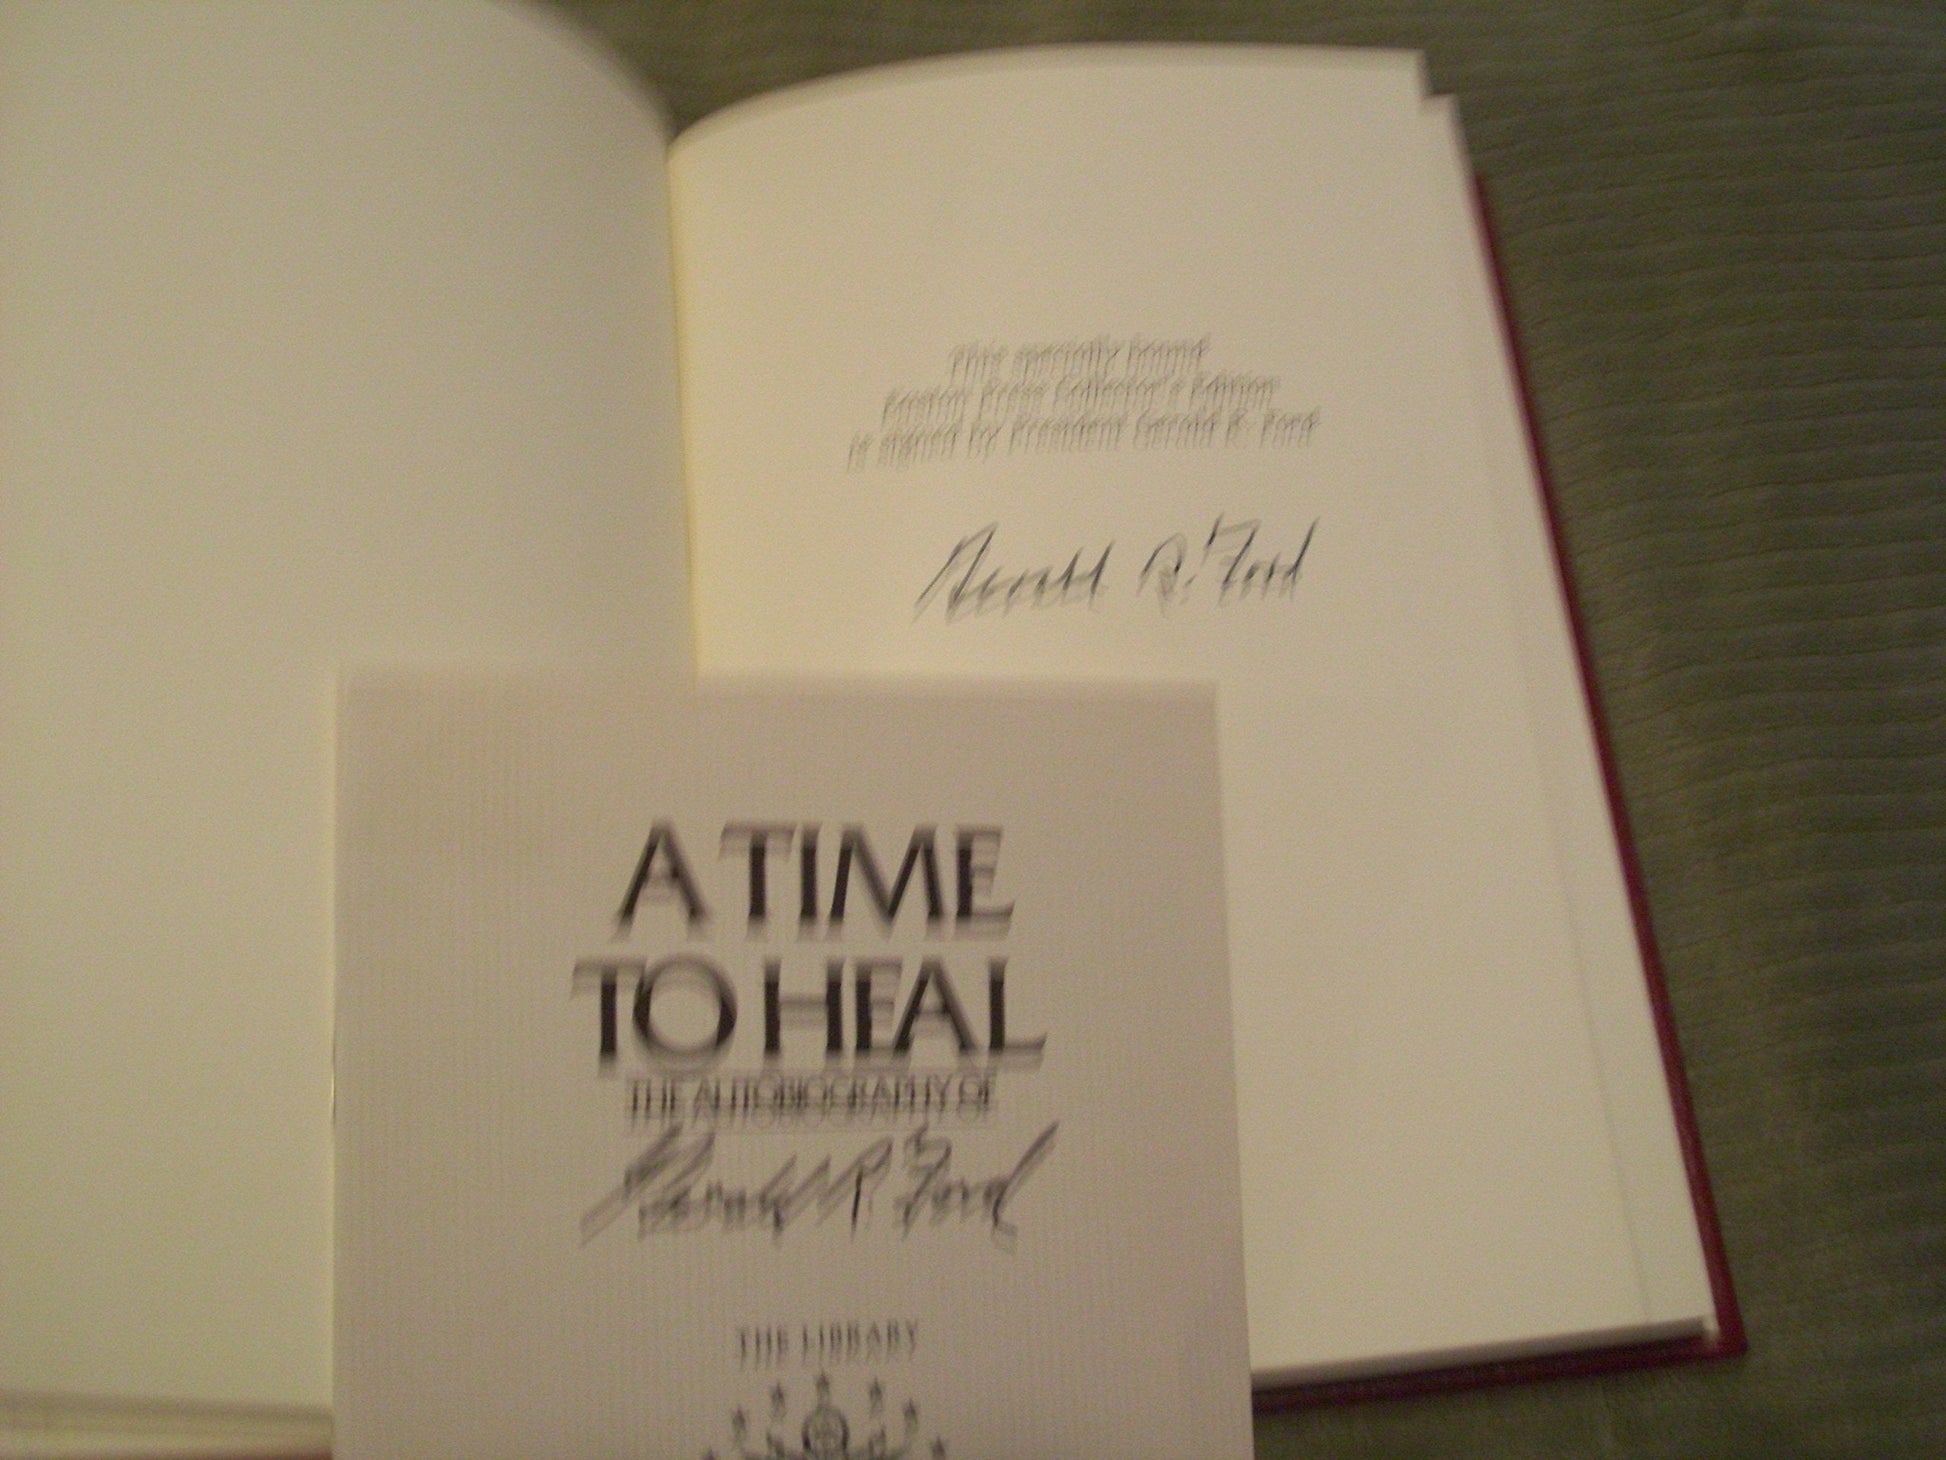 This specially bound
Easton Press Collector's Edition
is signed by President Gerald R. Ford
Gerald R. Ford
A TIME
TO HEAL
THE AUTOBIOGRAPHY OF
Gerald R. Ford
THE LIBRARY